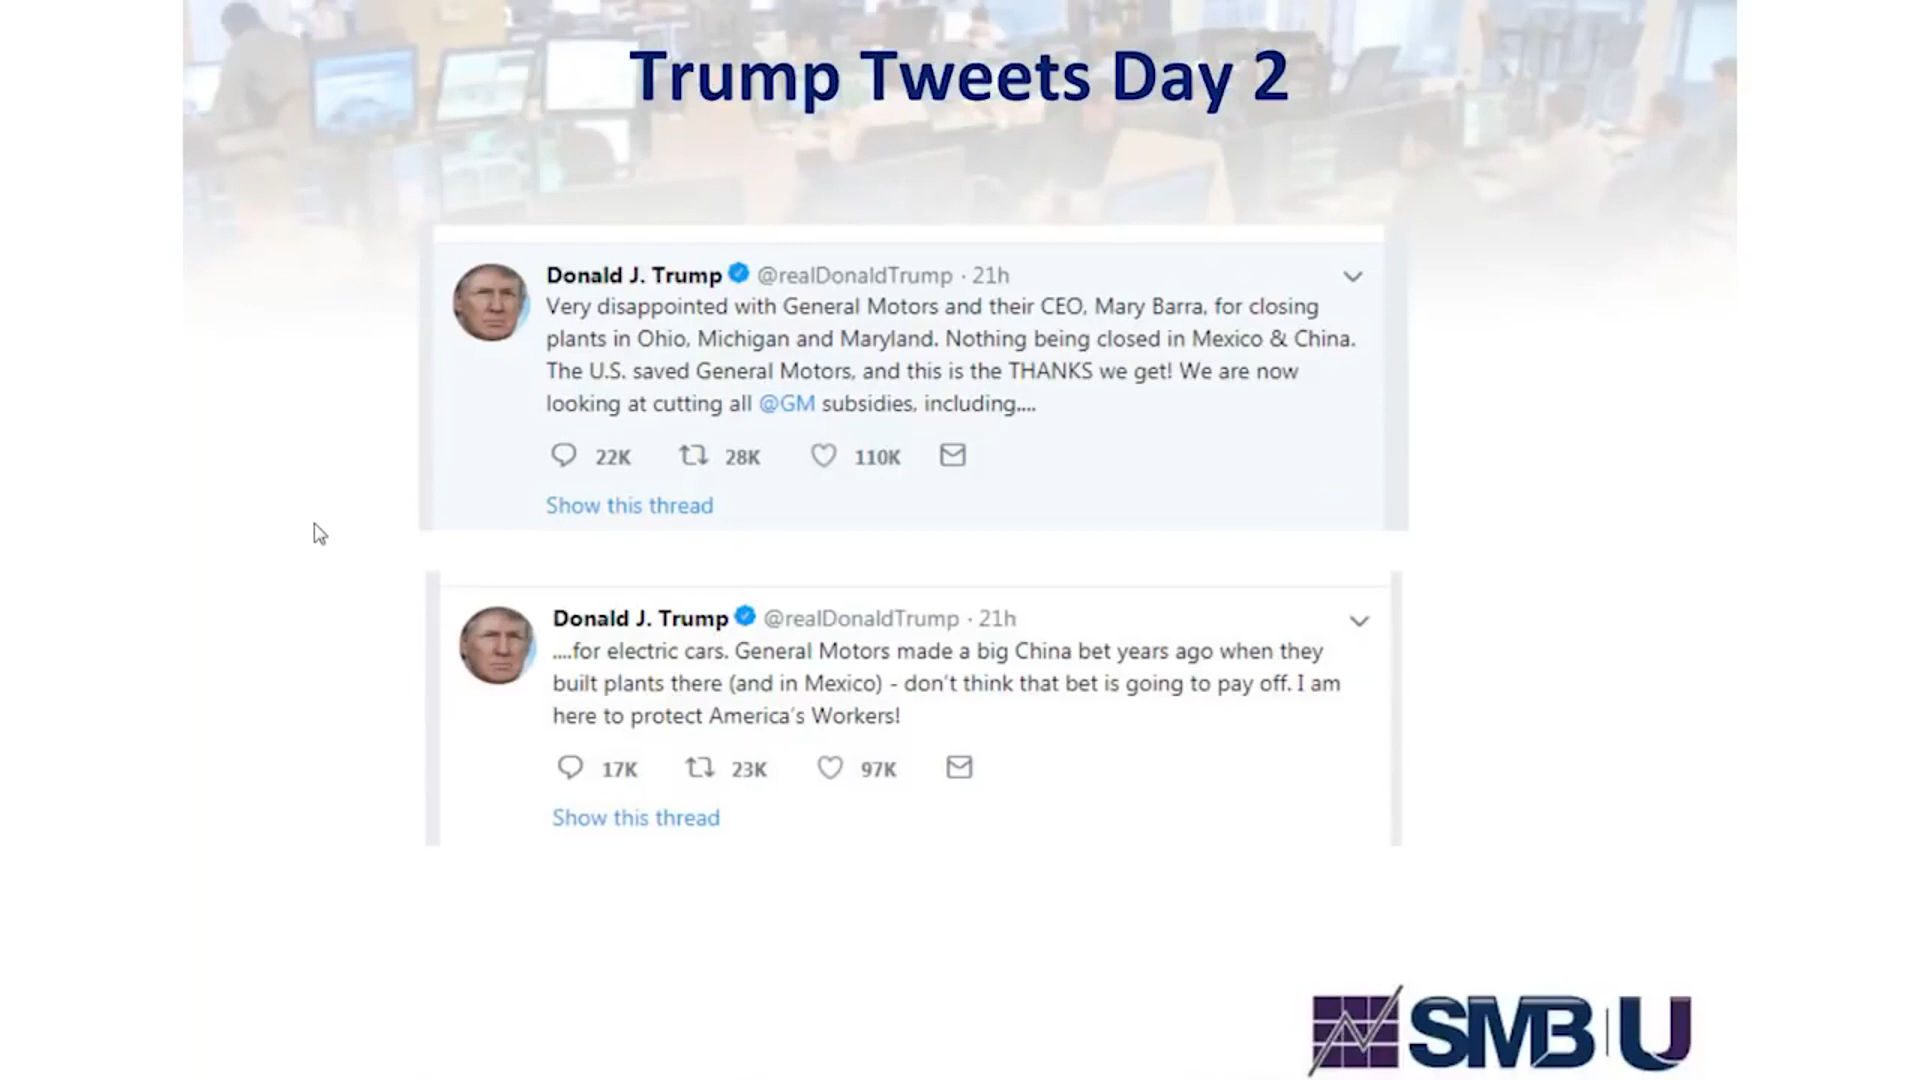 Trump Tweets Day 2
Donald J. Trump @realDonaldTrump · 21h
Very disappointed with General Motors and their CEO, Mary Barra, for closing
plants in Ohio, Michigan and Maryland. Nothing being closed in Mexico & China.
The U.S. saved General Motors, and this is the THANKS we get! We are now
looking at cutting all @GM subsidies, including....
22K 28K 110K
Show this thread
Donald J. Trump @realDonaldTrump · 21h
....for electric cars. General Motors made a big China bet years ago when they
built plants there (and in Mexico) - don't think that bet is going to pay off. I am
here to protect America's Workers!
17K 23K 97K
Show this thread
SMB U